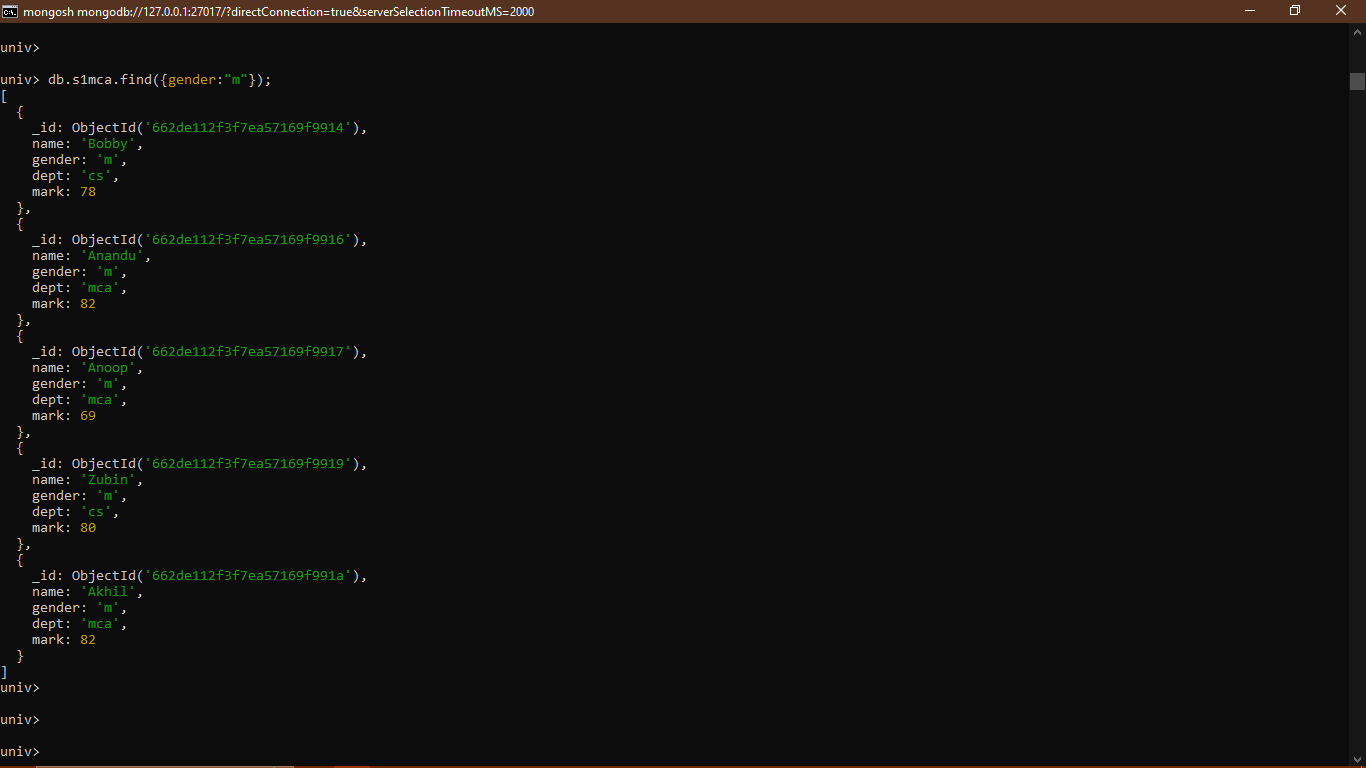 mongosh mongodb://127.0.0.1:27017/?directConnection=true&serverSelectionTimeoutMS=2000
univ>
univ> db.s1mca.find({gender:"m"});
[
  {
    _id: ObjectId('662de112f3f7ea57169f9914'),
    name: 'Bobby',
    gender: 'm',
    dept: 'cs',
    mark: 78
  },
  {
    _id: ObjectId('662de112f3f7ea57169f9916'),
    name: 'Anandu',
    gender: 'm',
    dept: 'mca',
    mark: 82
  },
  {
    _id: ObjectId('662de112f3f7ea57169f9917'),
    name: 'Anoop',
    gender: 'm',
    dept: 'mca',
    mark: 69
  },
  {
    _id: ObjectId('662de112f3f7ea57169f9919'),
    name: 'Zubin',
    gender: 'm',
    dept: 'cs',
    mark: 80
  },
  {
    _id: ObjectId('662de112f3f7ea57169f991a'),
    name: 'Akhil',
    gender: 'm',
    dept: 'mca',
    mark: 82
  }
]
univ>
univ>
univ>